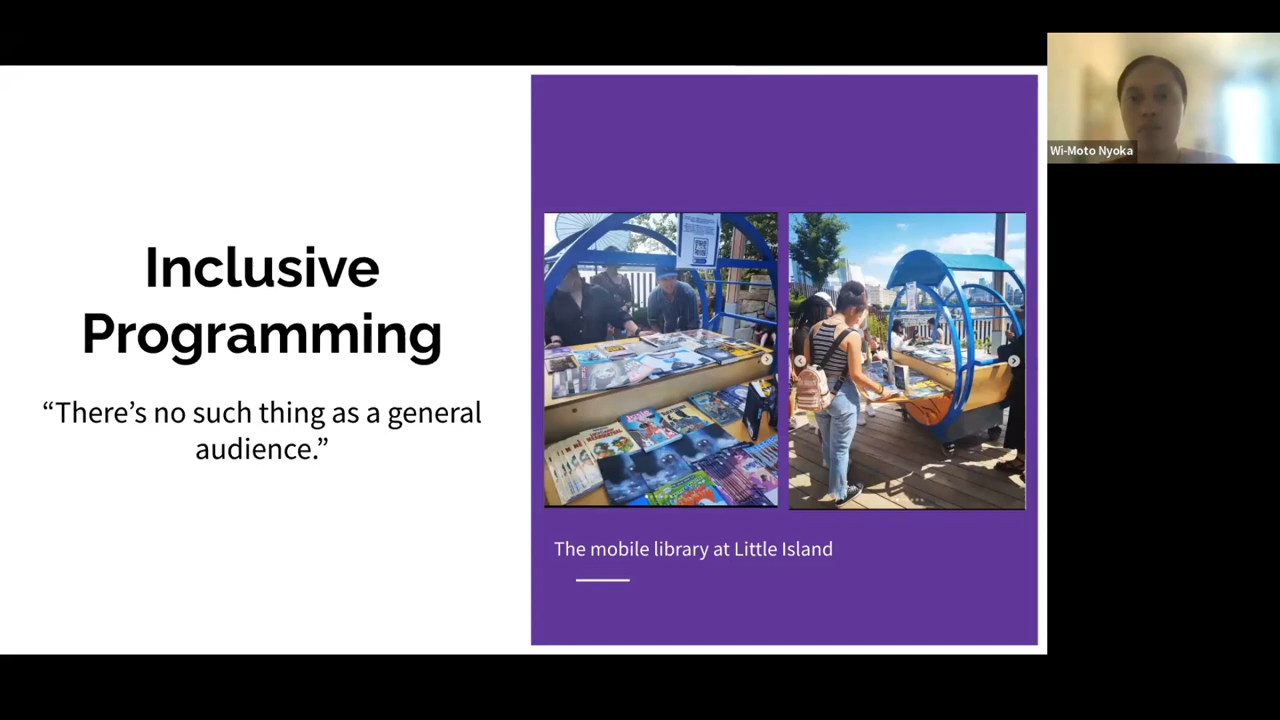 Inclusive
Programming
“There’s no such thing as a general
audience.”
The mobile library at Little Island
Wi-Moto Nyoka